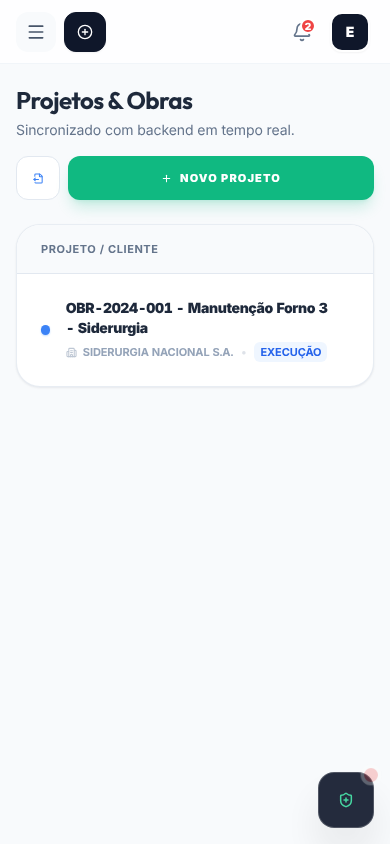 2
E
Projetos & Obras
Sincronizado com backend em tempo real.
+ NOVO PROJETO
PROJETO / CLIENTE
OBR-2024-001 - Manutenção Forno 3
- Siderurgia
SIDERURGIA NACIONAL S.A. • EXECUÇÃO